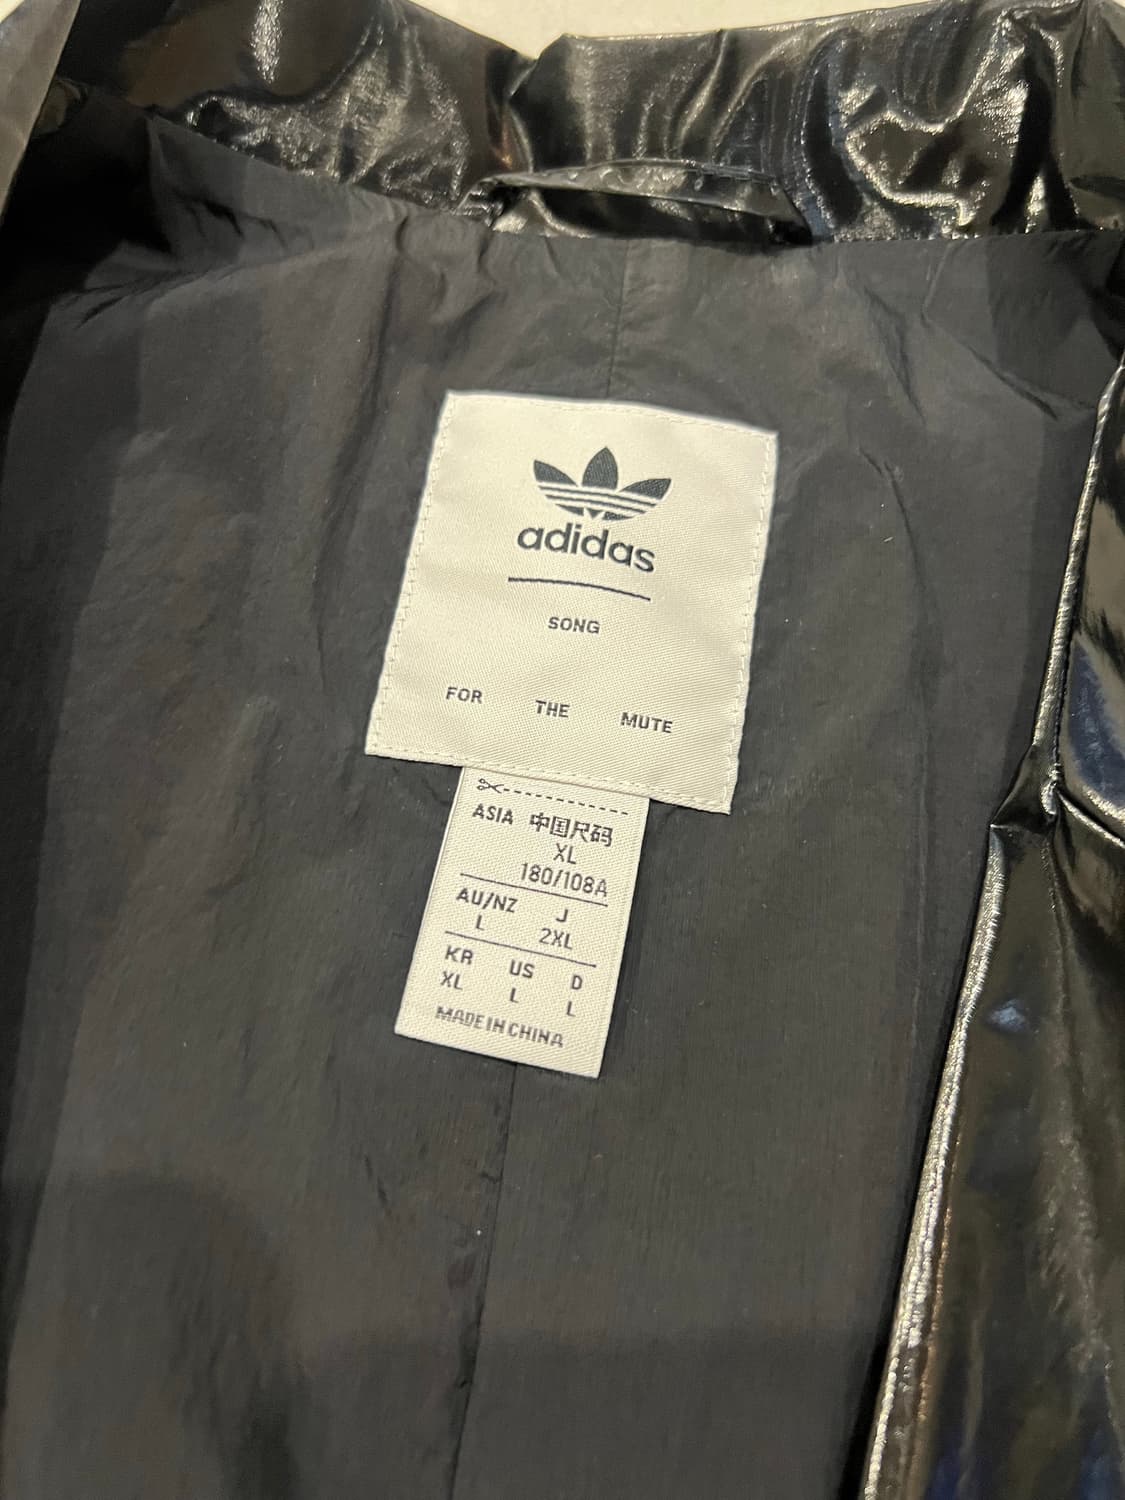 adidas
SONG
FOR THE MUTE
ASIA 中国尺码
XL
180/108A
AU/NZ J
L 2XL
KR US D
XL L L
MADE IN CHINA